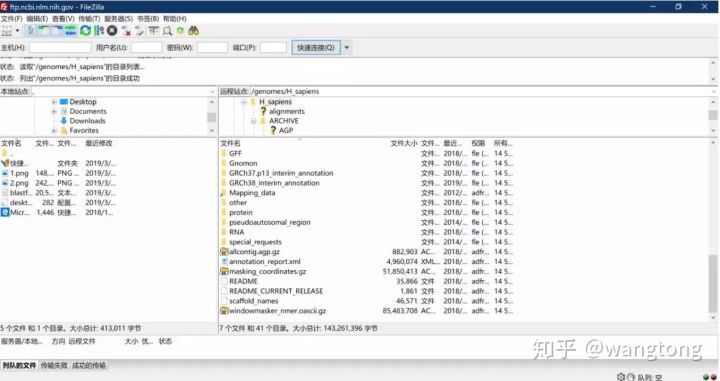 ftp.ncbi.nlm.nih.gov - FileZilla
文件(F) 编辑(E) 查看(V) 传输(T) 服务器(S) 书签(B) 帮助(H)
主机(H): 用户名(U): 密码(W): 端口(P): 快速连接(Q)
状态: 读取"/genomes/H_sapiens"的目录列表...
状态: 列出"/genomes/H_sapiens"的目录成功
本地站点: 远程站点: /genomes/H_sapiens
Desktop H_sapiens
Documents alignments
Downloads ARCHIVE
Favorites AGP
文件名 文件... 文件... 最近修改 文件名 文件大小 文件... 最近... 权限 所有...
.. GFF 文件... 2018/... fle (... 14 5...
快捷... 文件夹 2019/3/... Gnomon 文件... 2018/... fle (... 14 5...
1.png 148,... PNG ... 2019/3/... GRCh37.p13_interim_annotation 文件... 2018/... fle (... 14 5...
2.png 242,... PNG ... 2019/3/... GRCh38_interim_annotation 文件... 2019/... fle (... 14 5...
blastf... 20,5... 文本... 2019/3/... Mapping_data 文件... 2012/... adfr... 14 5...
deskt... 282 配置... 2019/3/... other 文件... 2018/... fle (... 14 5...
Micr... 1,446 快捷... 2018/1... protein 文件... 2018/... fle (... 14 5...
pseudoautosomal_region 文件... 2014/... fle (... 14 5...
RNA 文件... 2018/... fle (... 14 5...
special_requests 文件... 2019/... fle (... 14 5...
allcontig.agp.gz 882,903 AC... 2018/... adfr... 14 5...
annotation_report.xml 4,960,074 XML... 2018/... adfr... 14 5...
masking_coordinates.gz 51,850,413 AC... 2018/... adfr... 14 5...
README 35,866 文件 2018/... adfr... 14 5...
README_CURRENT_RELEASE 1,861 文件 2018/... adfr... 14 5...
scaffold_names 46,571 文件 2018/... adfr... 14 5...
windowmasker_nmer.oascii.gz 85,483,708 AC... 2018/... adfr... 14 5...
5 个文件 和 1 个目录。大小总计: 413,011 字节 7 个文件 和 41 个目录。大小总计: 143,261,396 字节
服务器/本地... 方向 远程文件 大小 优... 状态
知乎 @wangtong
列队的文件 传输失败 成功的传输
队列: 空